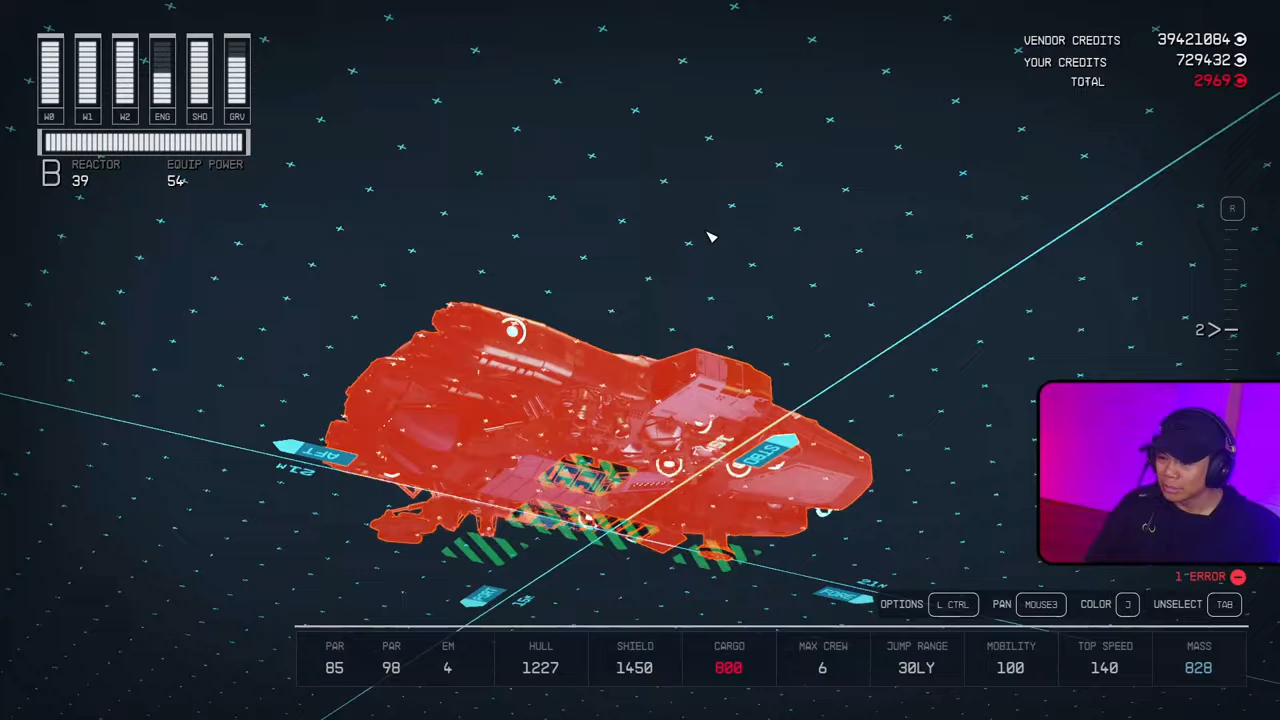 VENDOR CREDITS 39421084
YOUR CREDITS 729432
TOTAL 2969
W0 W1 W2 ENG SHD GRV
B REACTOR 39 EQUIP POWER 54
R
2
AFT
STBD
1 ERROR
OPTIONS L CTRL PAN MOUSE3 COLOR J UNSELECT TAB
PAR PAR EM HULL SHIELD CARGO MAX CREW JUMP RANGE MOBILITY TOP SPEED MASS
85 98 4 1227 1450 800 6 30LY 100 140 828